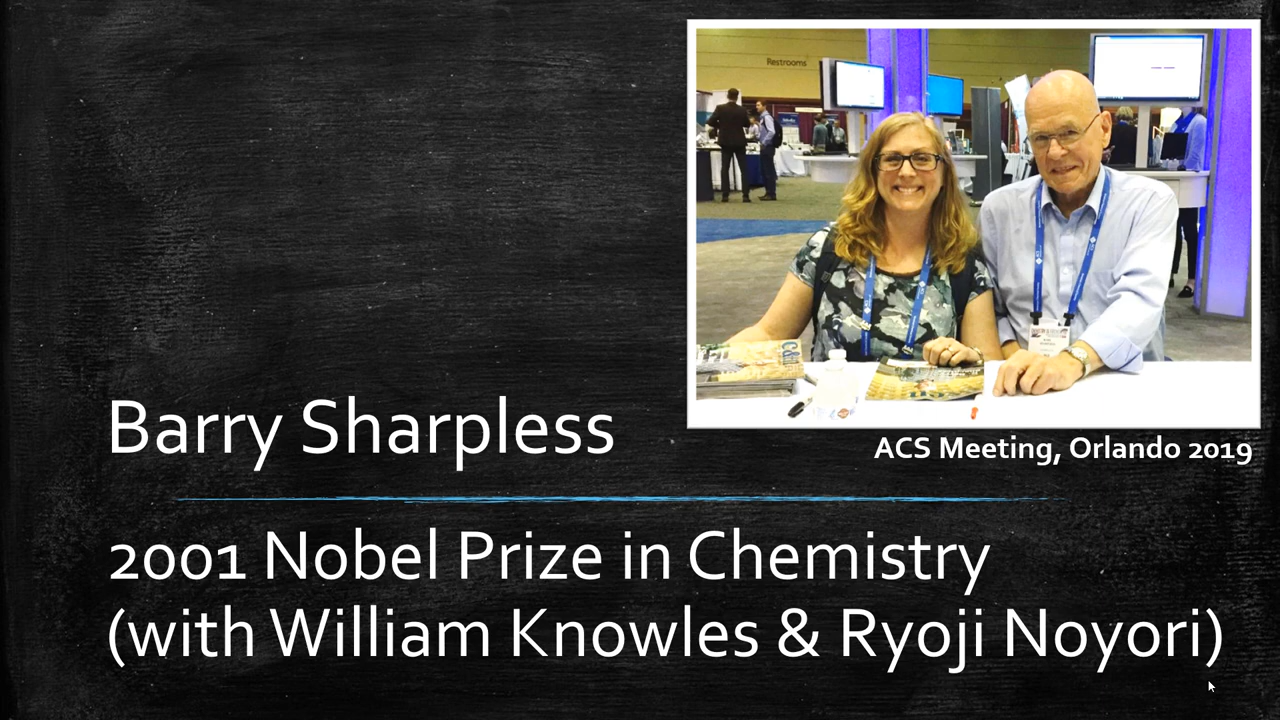 Restrooms
Barry Sharpless
ACS Meeting, Orlando 2019
2001 Nobel Prize in Chemistry
(with William Knowles & Ryoji Noyori)